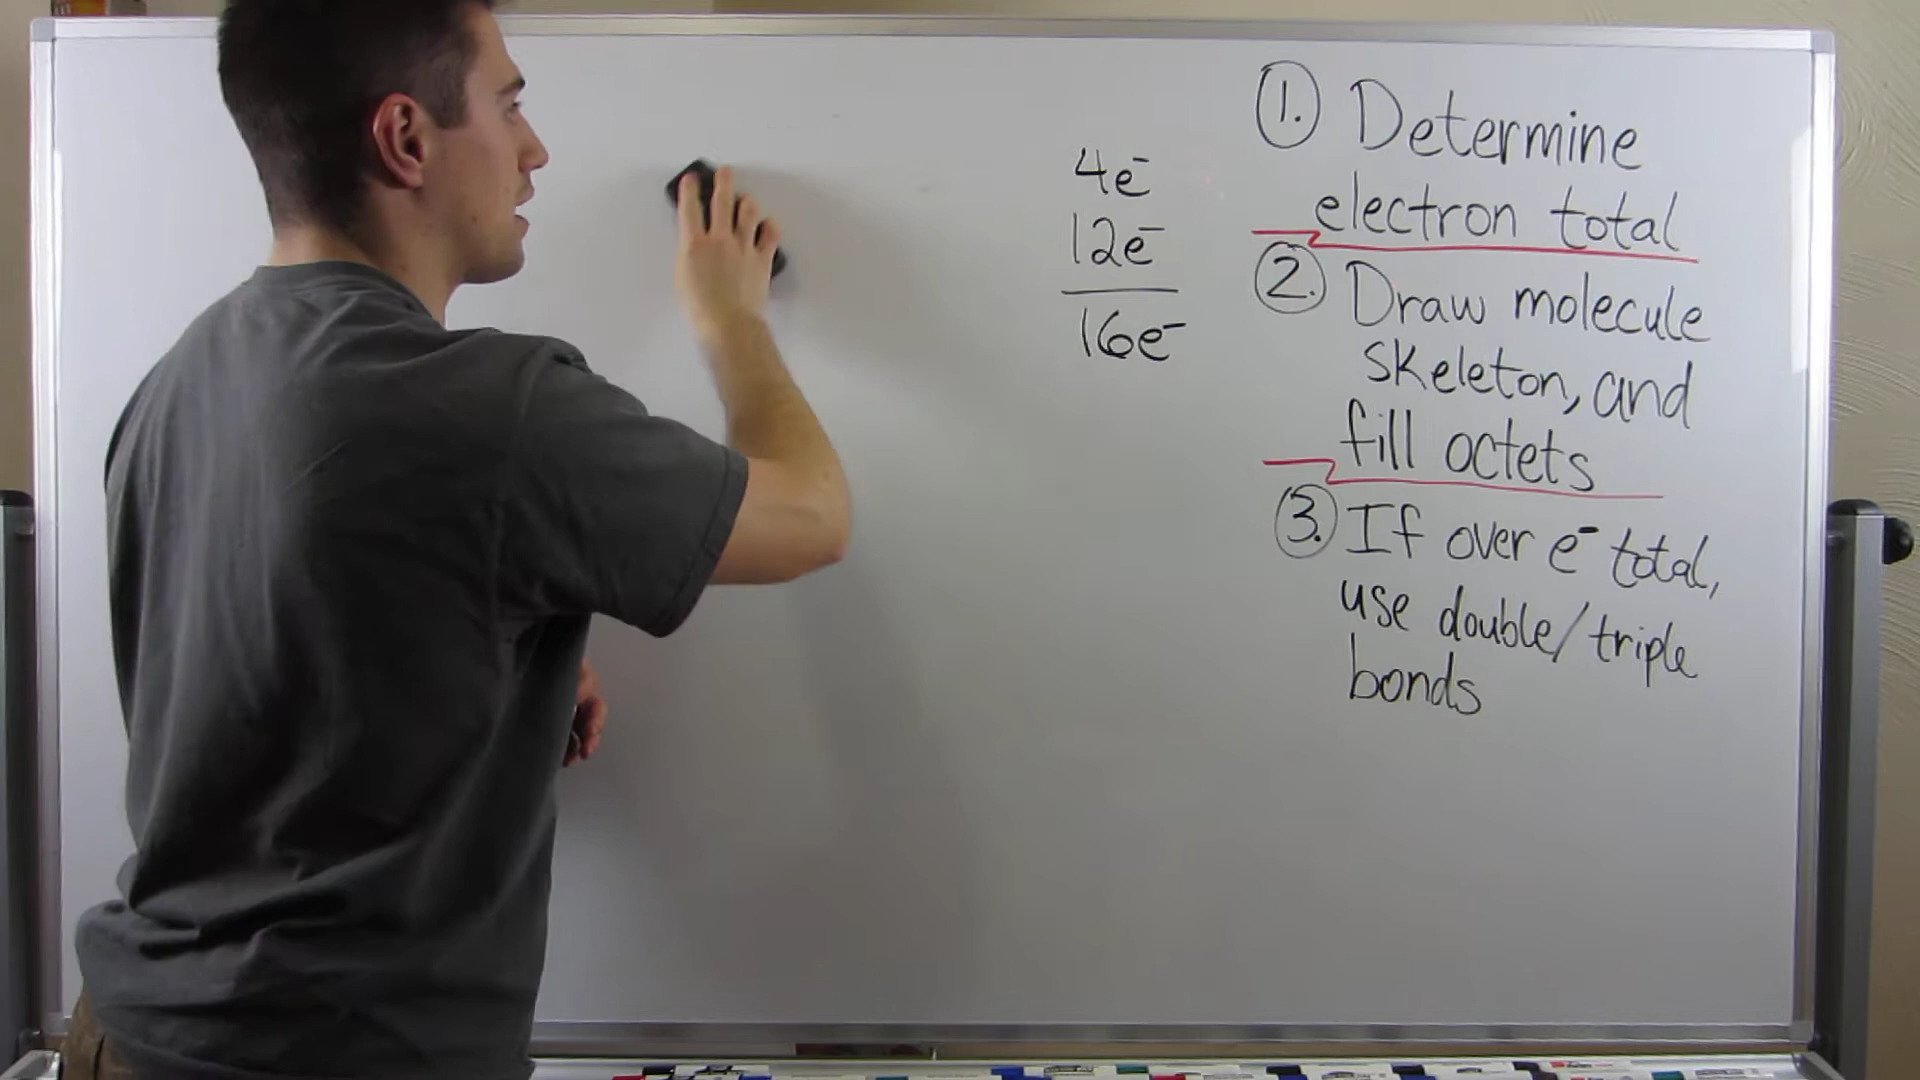 4e⁻
12e⁻
16e⁻
1. Determine
electron total
2. Draw molecule
skeleton, and
fill octets
3. If over e⁻ total,
use double/triple
bonds